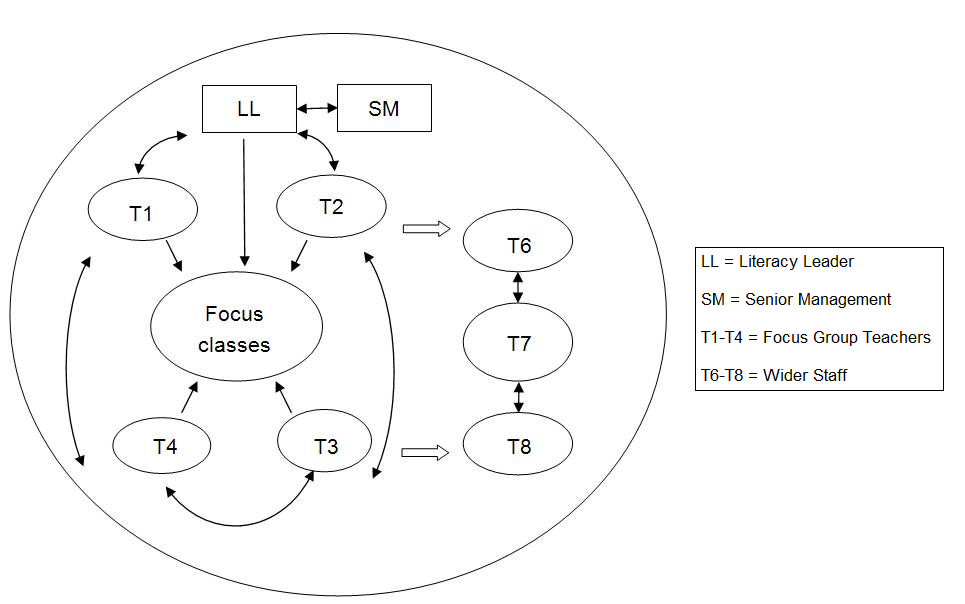 LL
SM
T1
T2
T6
Focus
classes
T7
T4
T3
T8
LL = Literacy Leader
SM = Senior Management
T1-T4 = Focus Group Teachers
T6-T8 = Wider Staff